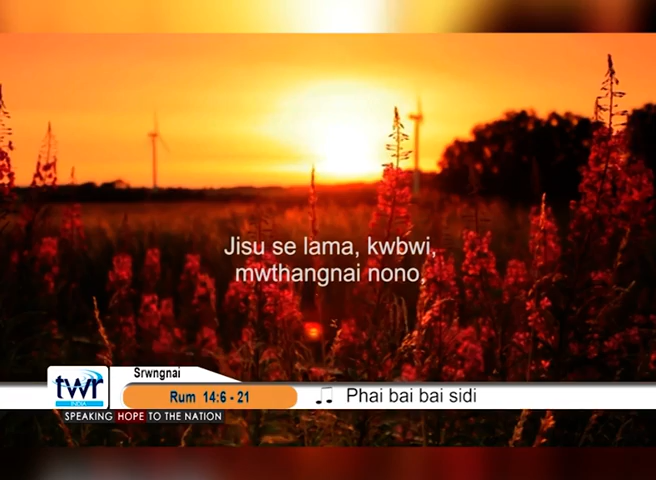 Jisu se lama, kwbwi,
mwthangnai nono,
Srwngnai
twr
INDIA
Rum 14:6 - 21
Phai bai bai sidi
SPEAKING HOPE TO THE NATION